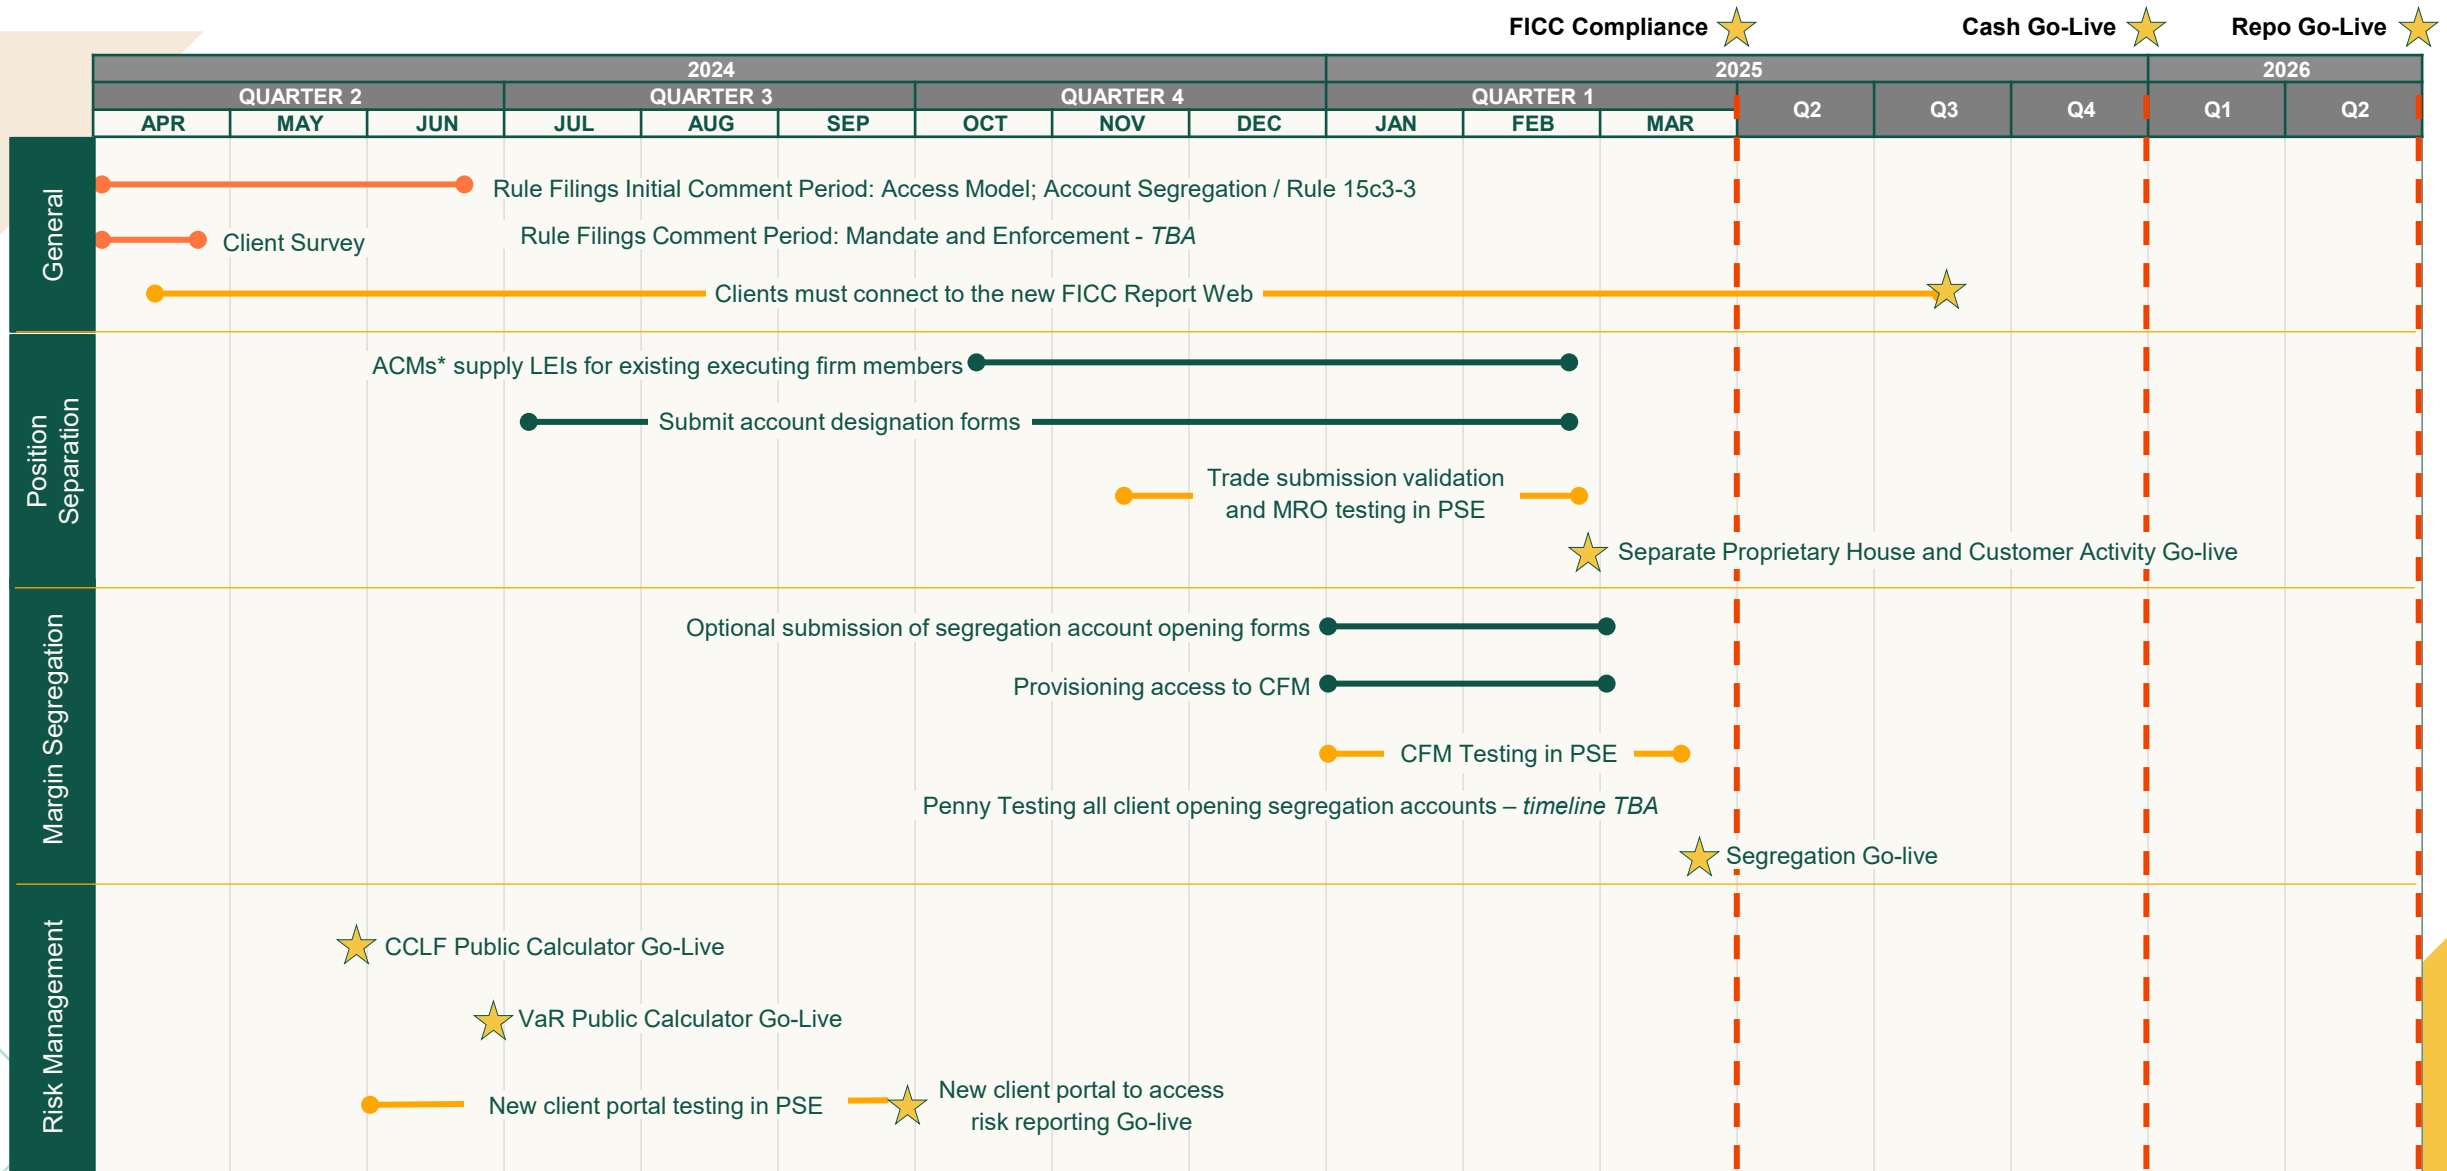 FICC Compliance
Cash Go-Live
Repo Go-Live
2024
2025
2026
QUARTER 2
QUARTER 3
QUARTER 4
QUARTER 1
Q2
Q3
Q4
Q1
Q2
APR
MAY
JUN
JUL
AUG
SEP
OCT
NOV
DEC
JAN
FEB
MAR
General
Rule Filings Initial Comment Period: Access Model; Account Segregation / Rule 15c3-3
Client Survey
Rule Filings Comment Period: Mandate and Enforcement - TBA
Clients must connect to the new FICC Report Web
Position
Separation
ACMs* supply LEIs for existing executing firm members
Submit account designation forms
Trade submission validation
and MRO testing in PSE
Separate Proprietary House and Customer Activity Go-live
Margin Segregation
Optional submission of segregation account opening forms
Provisioning access to CFM
CFM Testing in PSE
Penny Testing all client opening segregation accounts – timeline TBA
Segregation Go-live
Risk Management
CCLF Public Calculator Go-Live
VaR Public Calculator Go-Live
New client portal testing in PSE
New client portal to access
risk reporting Go-live